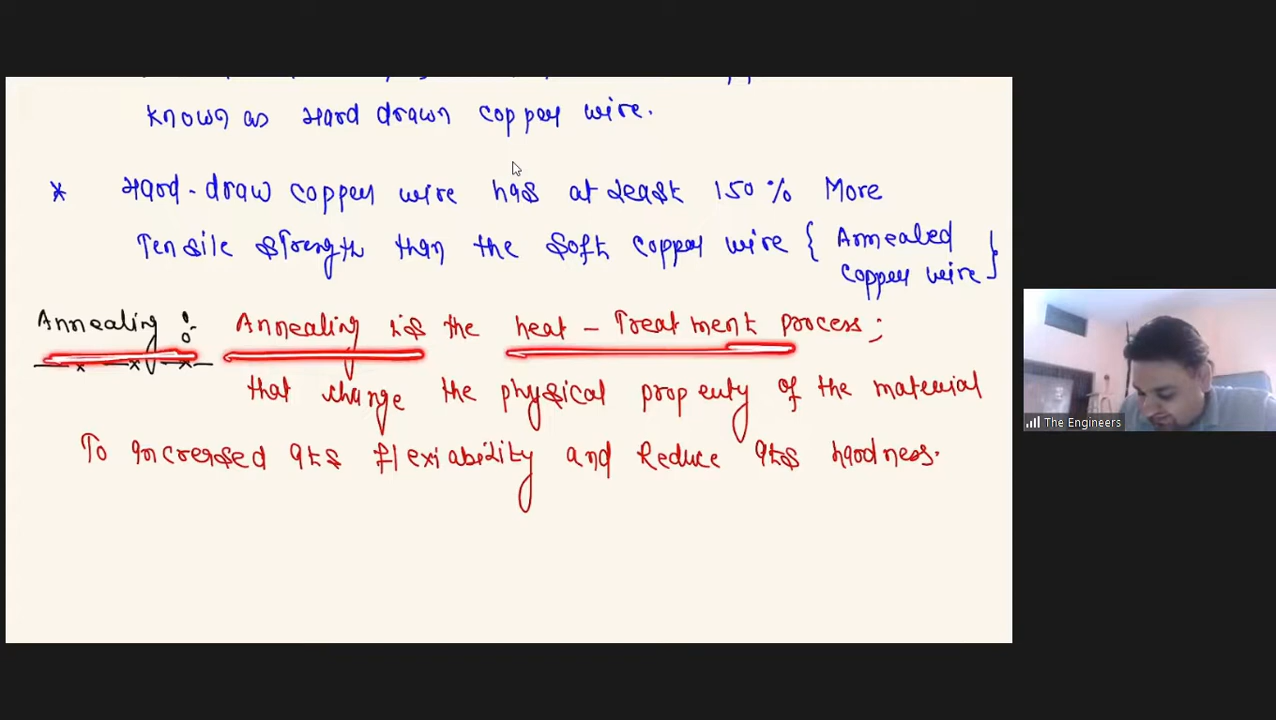 known as Hard drawn copper wire.
* Hard-draw copper wire has at least 150% More
Tensile strength than the soft copper wire { Annealed
copper wire }
Annealing : Annealing is the heat - Treatment process ;
that change the physical property of the material
To increased its flexiability and Reduce its hardness.
The Engineers